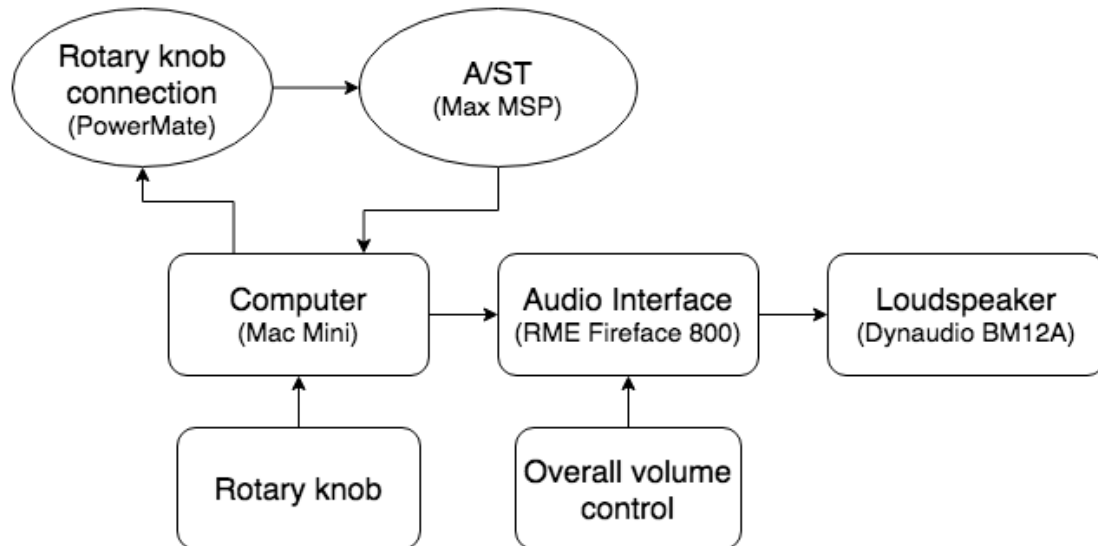 Rotary knob
connection
(PowerMate)
A/ST
(Max MSP)
Computer
(Mac Mini)
Audio Interface
(RME Fireface 800)
Loudspeaker
(Dynaudio BM12A)
Rotary knob
Overall volume
control